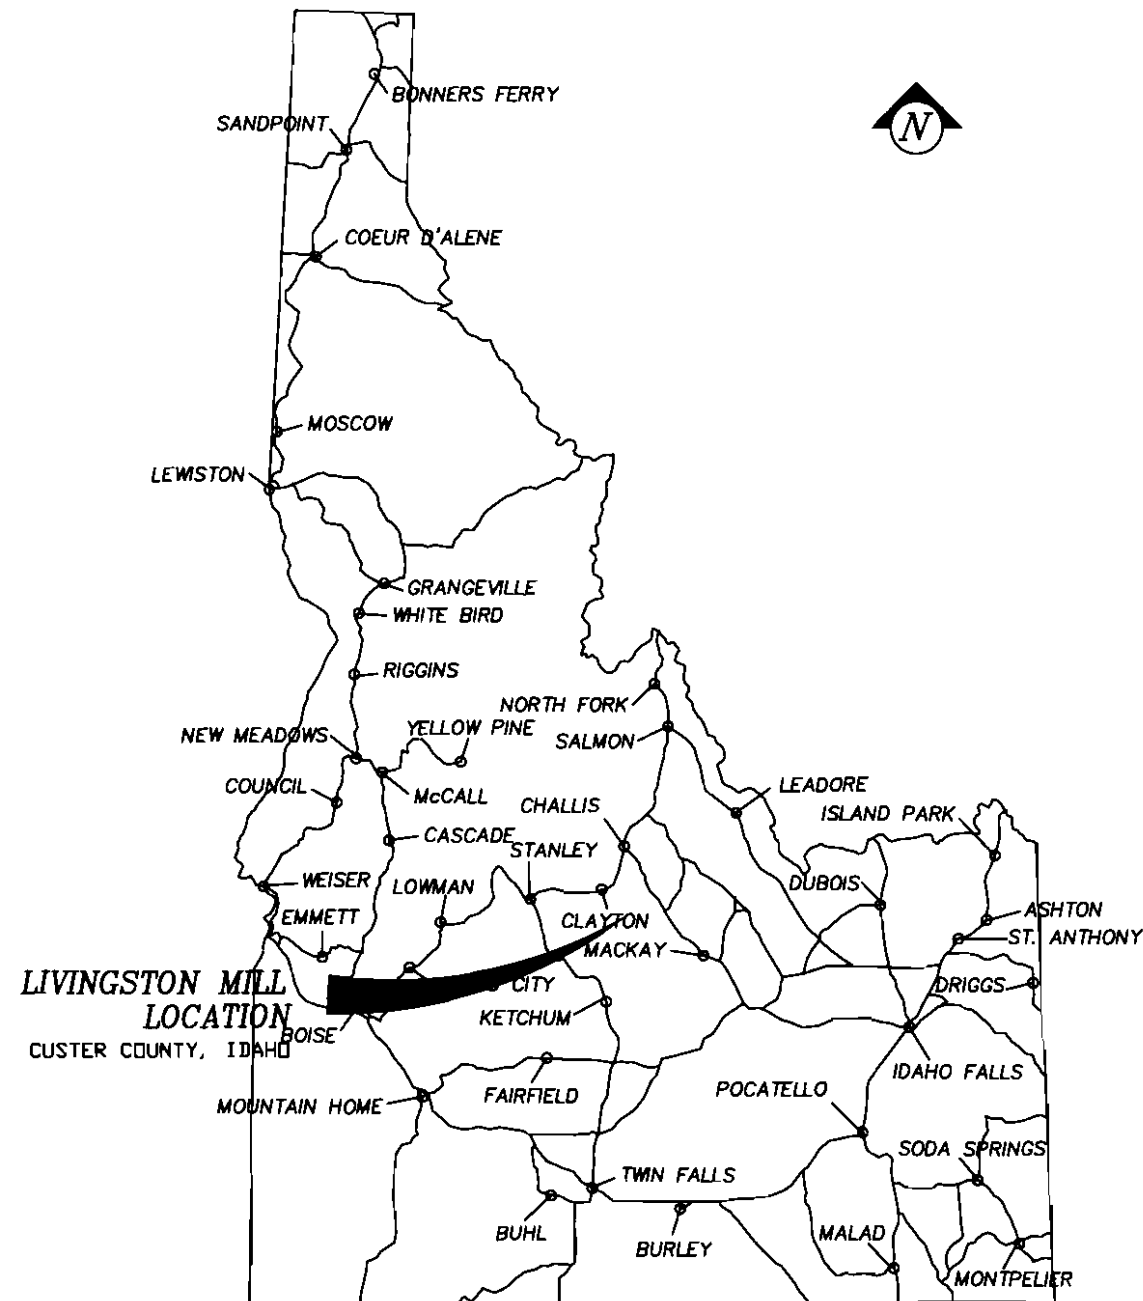 BONNERS FERRY
SANDPOINT
N
COEUR D'ALENE
MOSCOW
LEWISTON
GRANGEVILLE
WHITE BIRD
RIGGINS
NORTH FORK
NEW MEADOWS
YELLOW PINE
SALMON
COUNCIL
McCALL
CHALLIS
LEADORE
ISLAND PARK
CASCADE
STANLEY
WEISER
LOWMAN
DUBOIS
EMMETT
CLAYTON
ASHTON
MACKAY
ST. ANTHONY
LIVINGSTON MILL
CITY
DRIGGS
LOCATION
KETCHUM
BOISE
CUSTER COUNTY, IDAHO
IDAHO FALLS
FAIRFIELD
POCATELLO
MOUNTAIN HOME
SODA SPRINGS
TWIN FALLS
BUHL
BURLEY
MALAD
MONTPELIER